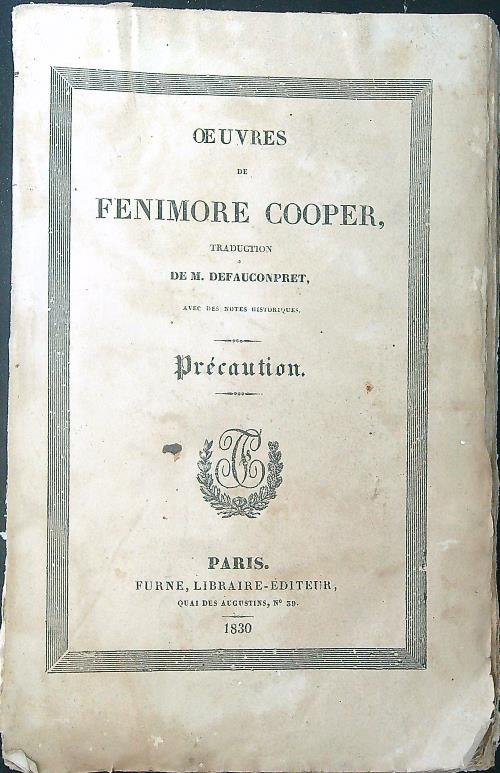 ŒUVRES
DE
FENIMORE COOPER,
TRADUCTION
DE M. DEFAUCONPRET,
AVEC DES NOTES HISTORIQUES.
Précaution.
PARIS.
FURNE, LIBRAIRE-ÉDITEUR,
QUAI DES AUGUSTINS, Nº 39.
1830